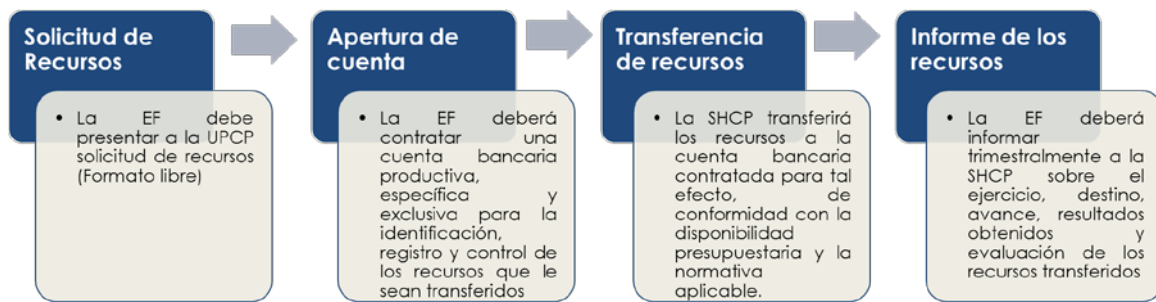 Solicitud de
Recursos
• La EF debe
presentar a la UPCP
solicitud de recursos
(Formato libre)
Apertura de
cuenta
• La EF deberá
contratar una
cuenta bancaria
productiva,
específica y
exclusiva para la
identificación,
registro y control de
los recursos que le
sean transferidos
Transferencia
de recursos
• La SHCP transferirá
los recursos a la
cuenta bancaria
contratada para tal
efecto, de
conformidad con la
disponibilidad
presupuestaria y la
normativa
aplicable.
Informe de los
recursos
• La EF deberá
informar
trimestralmente a la
SHCP sobre el
ejercicio, destino,
avance, resultados
obtenidos y
evaluación de los
recursos transferidos